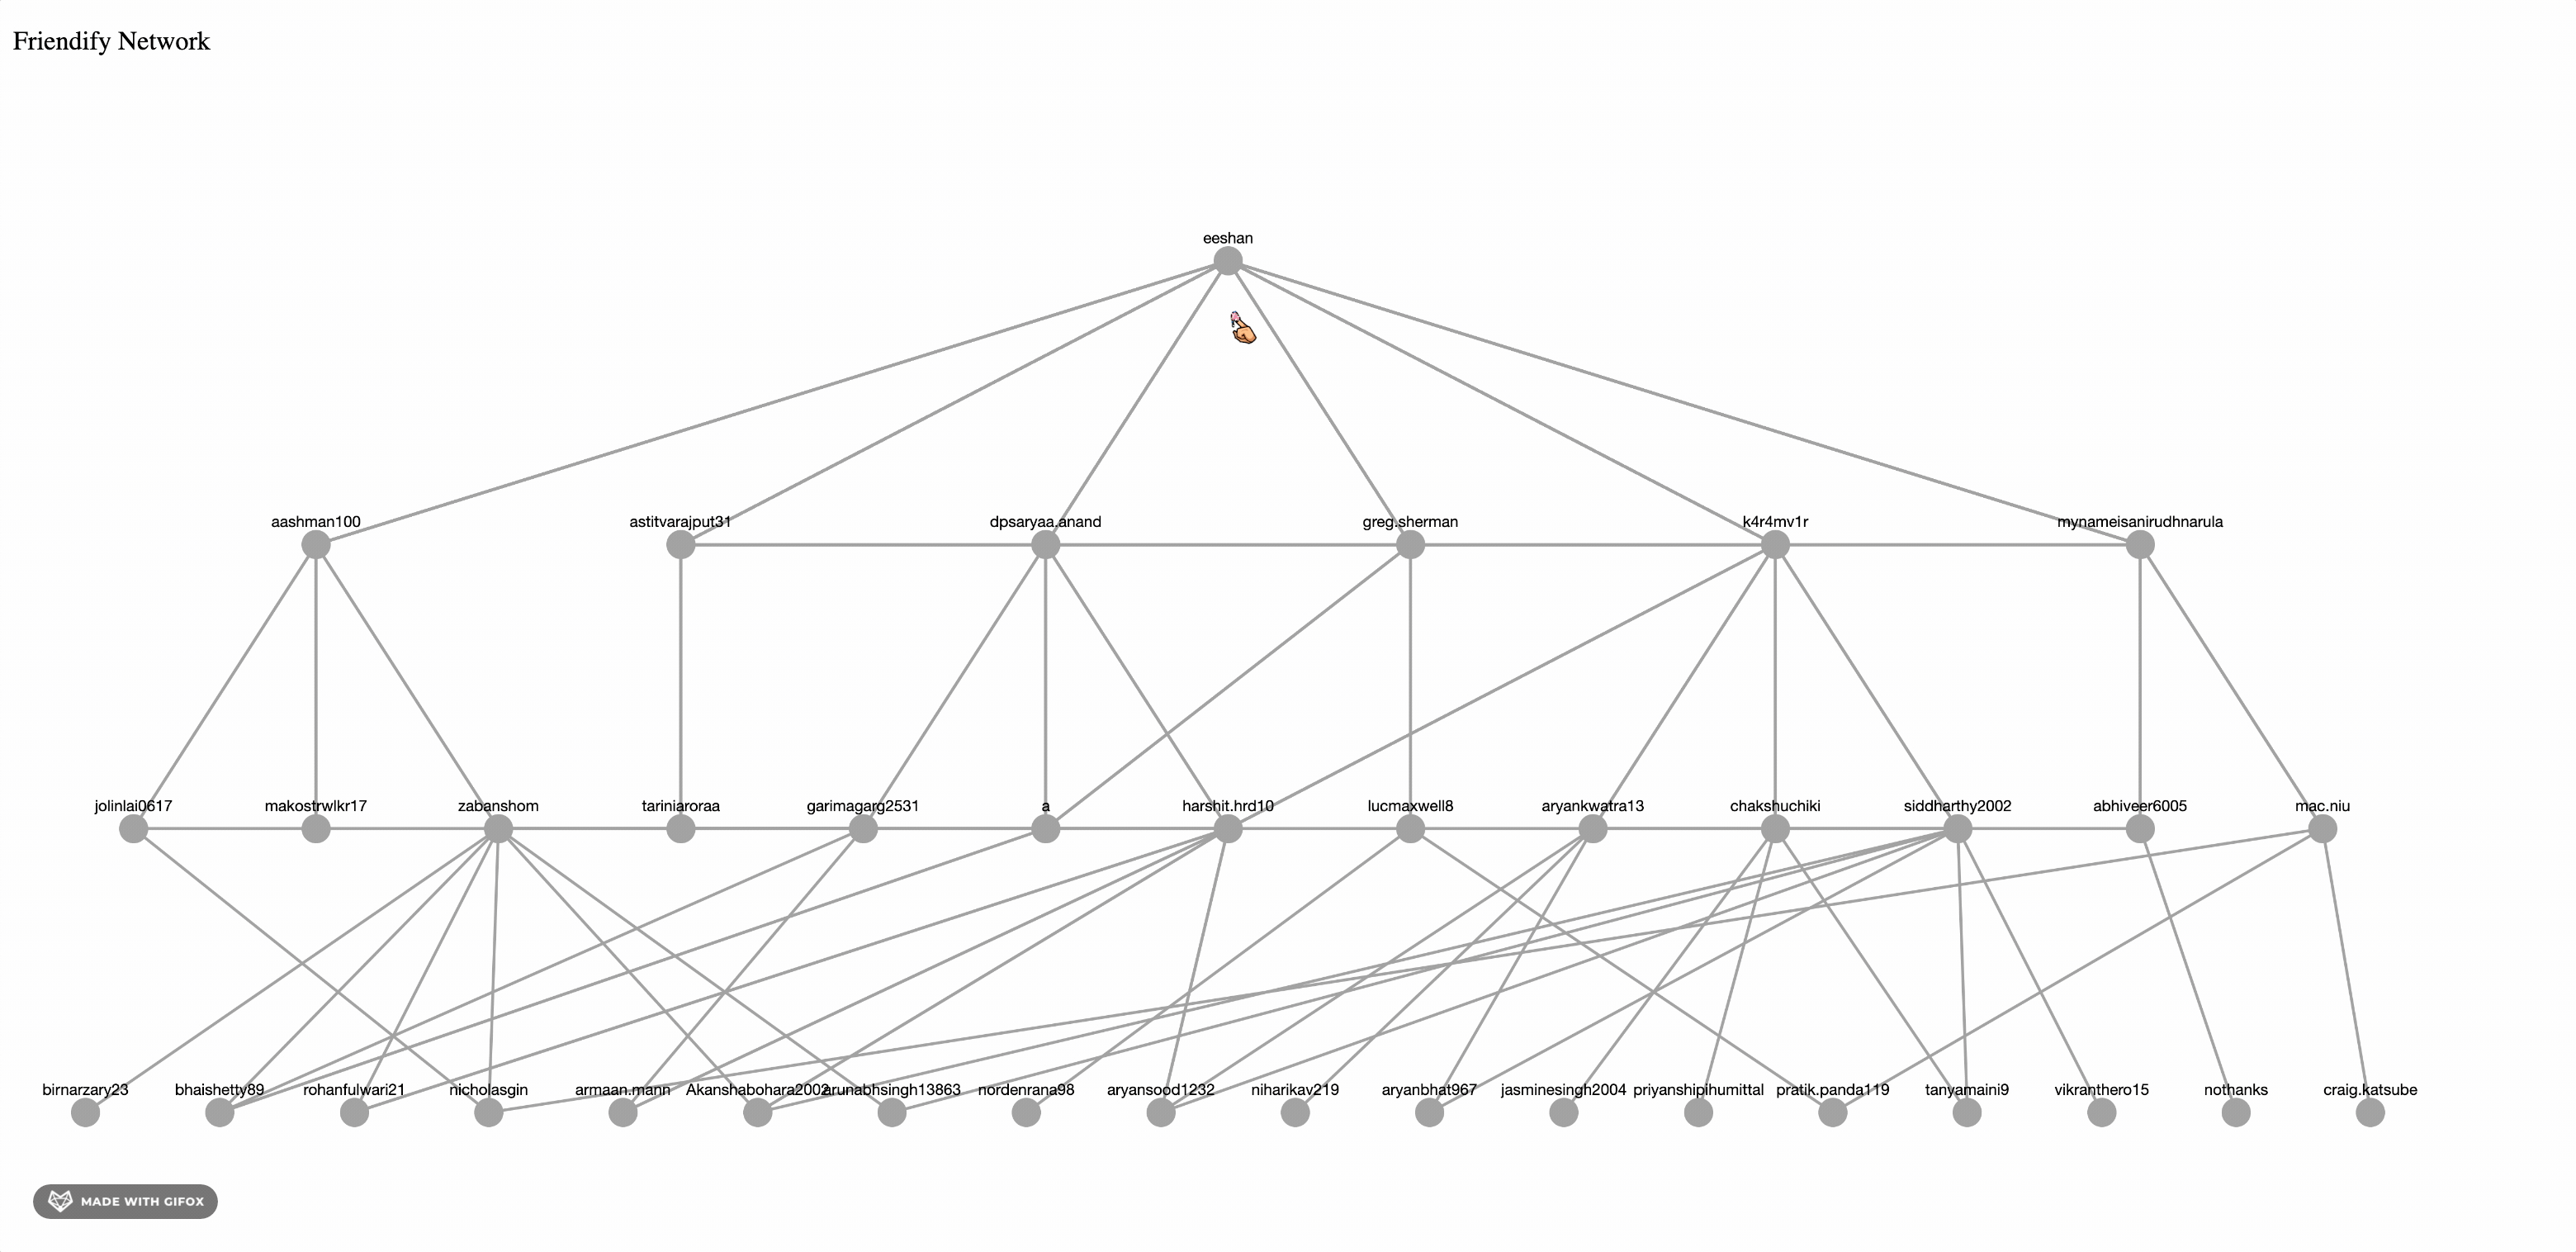 Friendify Network
eeshan
aashman100
astitvarajput31
dpsaryaa.anand
greg.sherman
k4r4mv1r
mynameisanirudhnarula
jolinlai0617
makostrwlkr17
zabanshom
tariniaroraa
garimagarg2531
a
harshit.hrd10
lucmaxwell8
aryankwatra13
chakshuchiki
siddharthy2002
abhiveer6005
mac.niu
birnarzary23
bhaishetty89
rohanfulwari21
nicholasgin
armaan.mann
Akanshabohara2002
arunabhsingh13863
nordenrana98
aryansood1232
niharikav219
aryanbhat967
jasminesingh2004
priyanshipihumittal
pratik.panda119
tanyamaini9
vikranthero15
nothanks
craig.katsube
MADE WITH GIFOX